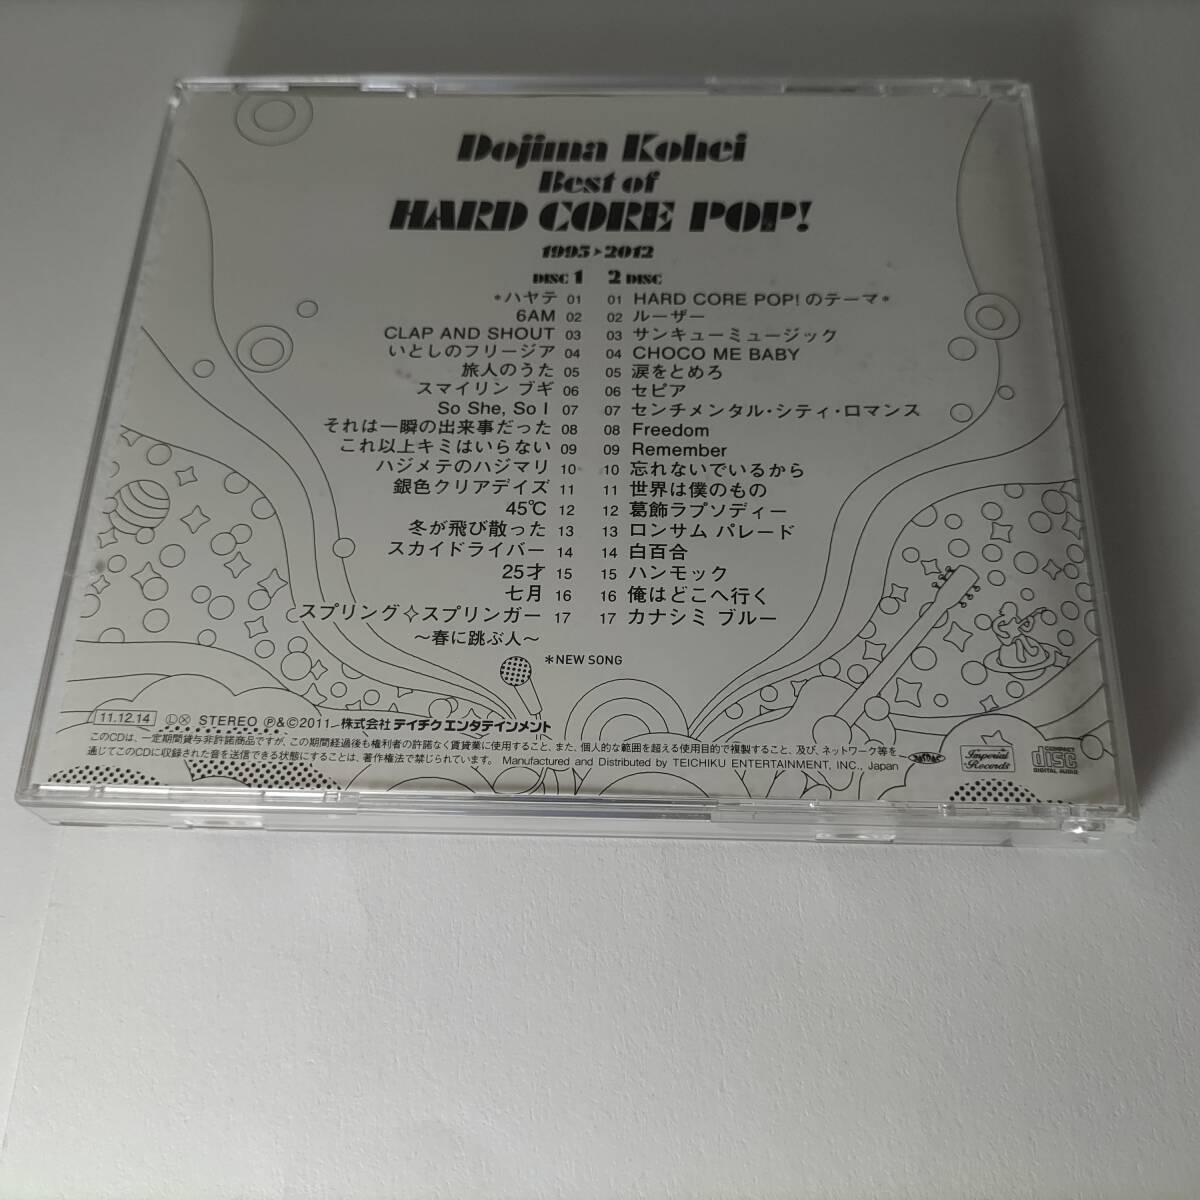 Dojima Kohei
Best of
HARD CORE POP!
1995▸2012
DISC 1
*ハヤテ 01
6AM 02
CLAP AND SHOUT 03
いとしのフリージア 04
旅人のうた 05
スマイリン ブギ 06
So She, So I 07
それは一瞬の出来事だった 08
これ以上キミはいらない 09
ハジメテのハジマリ 10
銀色クリアデイズ 11
45℃ 12
冬が飛び散った 13
スカイドライバー 14
25才 15
七月 16
スプリング✧スプリンガー 17
〜春に跳ぶ人〜
2 DISC
01 HARD CORE POP!のテーマ*
02 ルーザー
03 サンキューミュージック
04 CHOCO ME BABY
05 涙をとめろ
06 セピア
07 センチメンタル・シティ・ロマンス
08 Freedom
09 Remember
10 忘れないでいるから
11 世界は僕のもの
12 葛飾ラプソディー
13 ロンサム パレード
14 白百合
15 ハンモック
16 俺はどこへ行く
17 カナシミ ブルー
*NEW SONG
11.12.14 Ⓛ Ⓧ STEREO ℗&©2011 株式会社 テイチク エンタテインメント
このCDは、一定期間貸与非許諾商品ですが、この期間経過後も権利者の許諾なく賃貸業に使用すること、また、個人的な範囲を超える使用目的で複製すること、及び、ネットワーク等を
通じてこのCDに収録された音を送信できる状態にすることは、著作権法で禁じられています。 Manufactured and Distributed by TEICHIKU ENTERTAINMENT, INC., Japan
JASRAC
Imperial
Records
COMPACT
disc
DIGITAL AUDIO